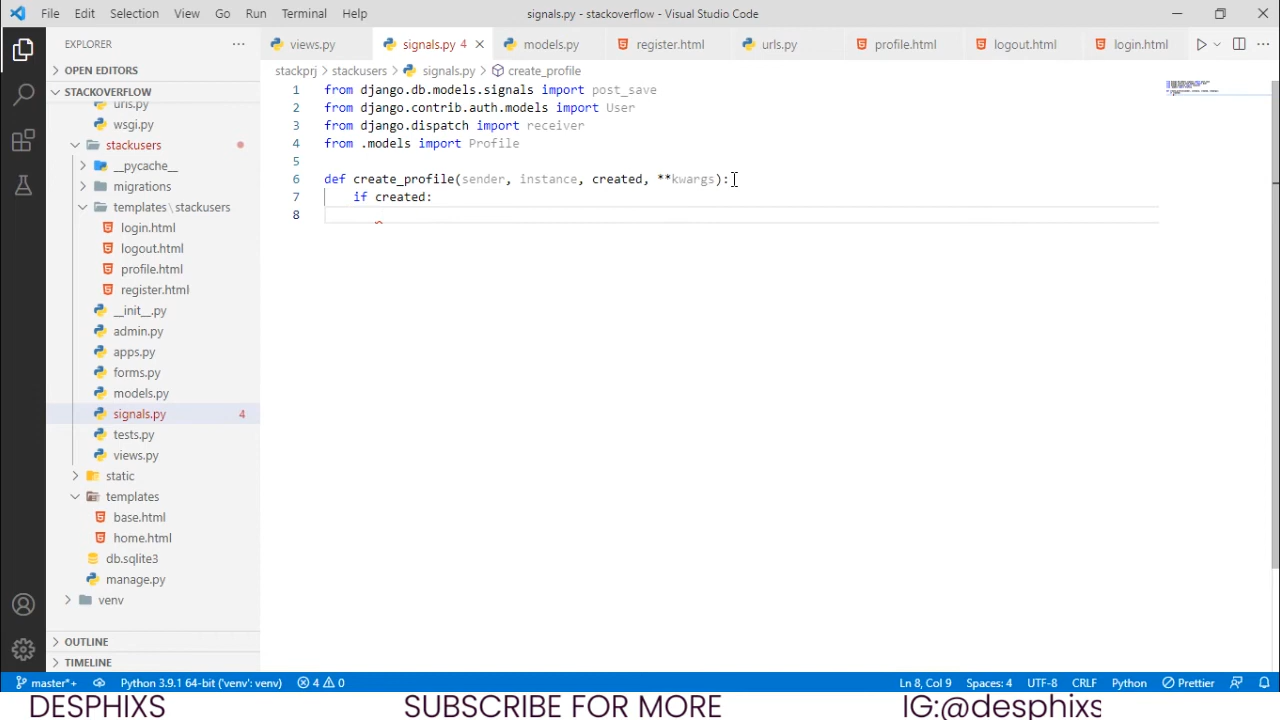 File Edit Selection View Go Run Terminal Help
signals.py - stackoverflow - Visual Studio Code
EXPLORER
views.py
signals.py 4
models.py
register.html
urls.py
profile.html
logout.html
login.html
OPEN EDITORS
STACKOVERFLOW
urls.py
wsgi.py
stackusers
__pycache__
migrations
templates\stackusers
login.html
logout.html
profile.html
register.html
__init__.py
admin.py
apps.py
forms.py
models.py
signals.py 4
tests.py
views.py
static
templates
base.html
home.html
db.sqlite3
manage.py
venv
OUTLINE
TIMELINE
stackprj > stackusers > signals.py > create_profile
1 from django.db.models.signals import post_save
2 from django.contrib.auth.models import User
3 from django.dispatch import receiver
4 from .models import Profile
5
6 def create_profile(sender, instance, created, **kwargs):
7 if created:
8
master*+ Python 3.9.1 64-bit ('venv': venv) 4 0 Ln 8, Col 9 Spaces: 4 UTF-8 CRLF Python Prettier
DESPHIXS SUBSCRIBE FOR MORE IG:@desphixs